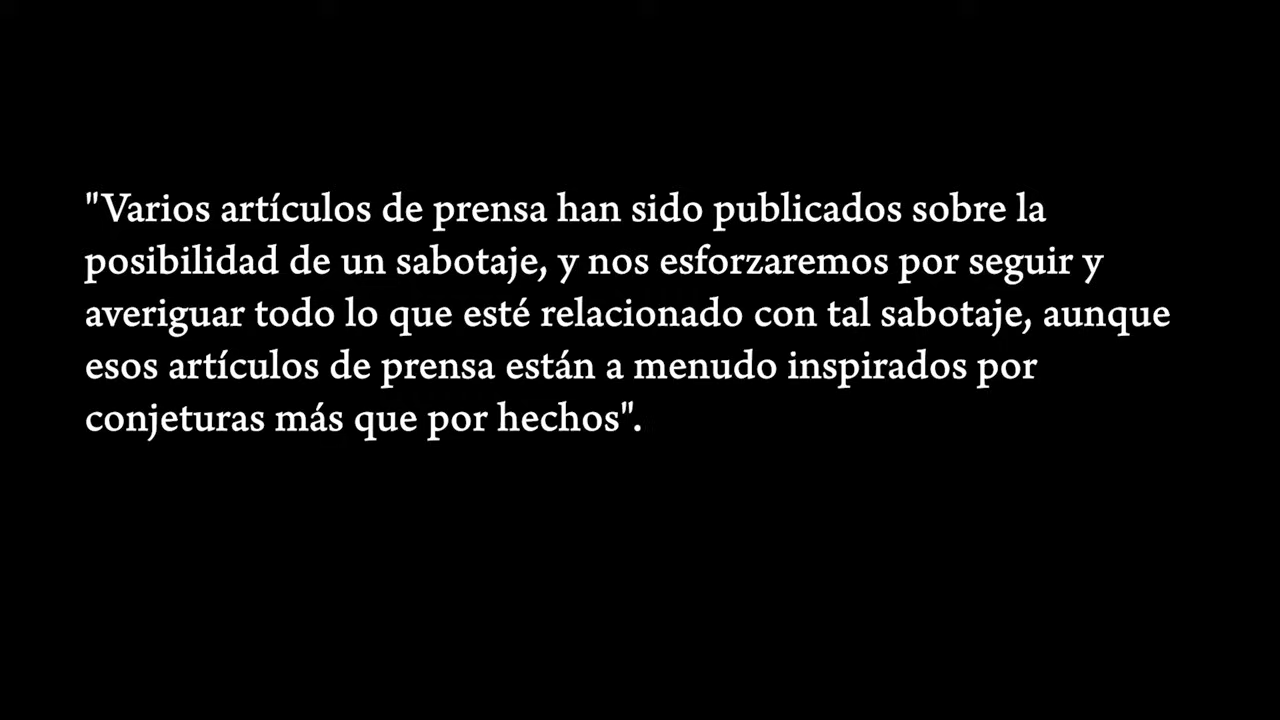 "Varios artículos de prensa han sido publicados sobre la
posibilidad de un sabotaje, y nos esforzaremos por seguir y
averiguar todo lo que esté relacionado con tal sabotaje, aunque
esos artículos de prensa están a menudo inspirados por
conjeturas más que por hechos".